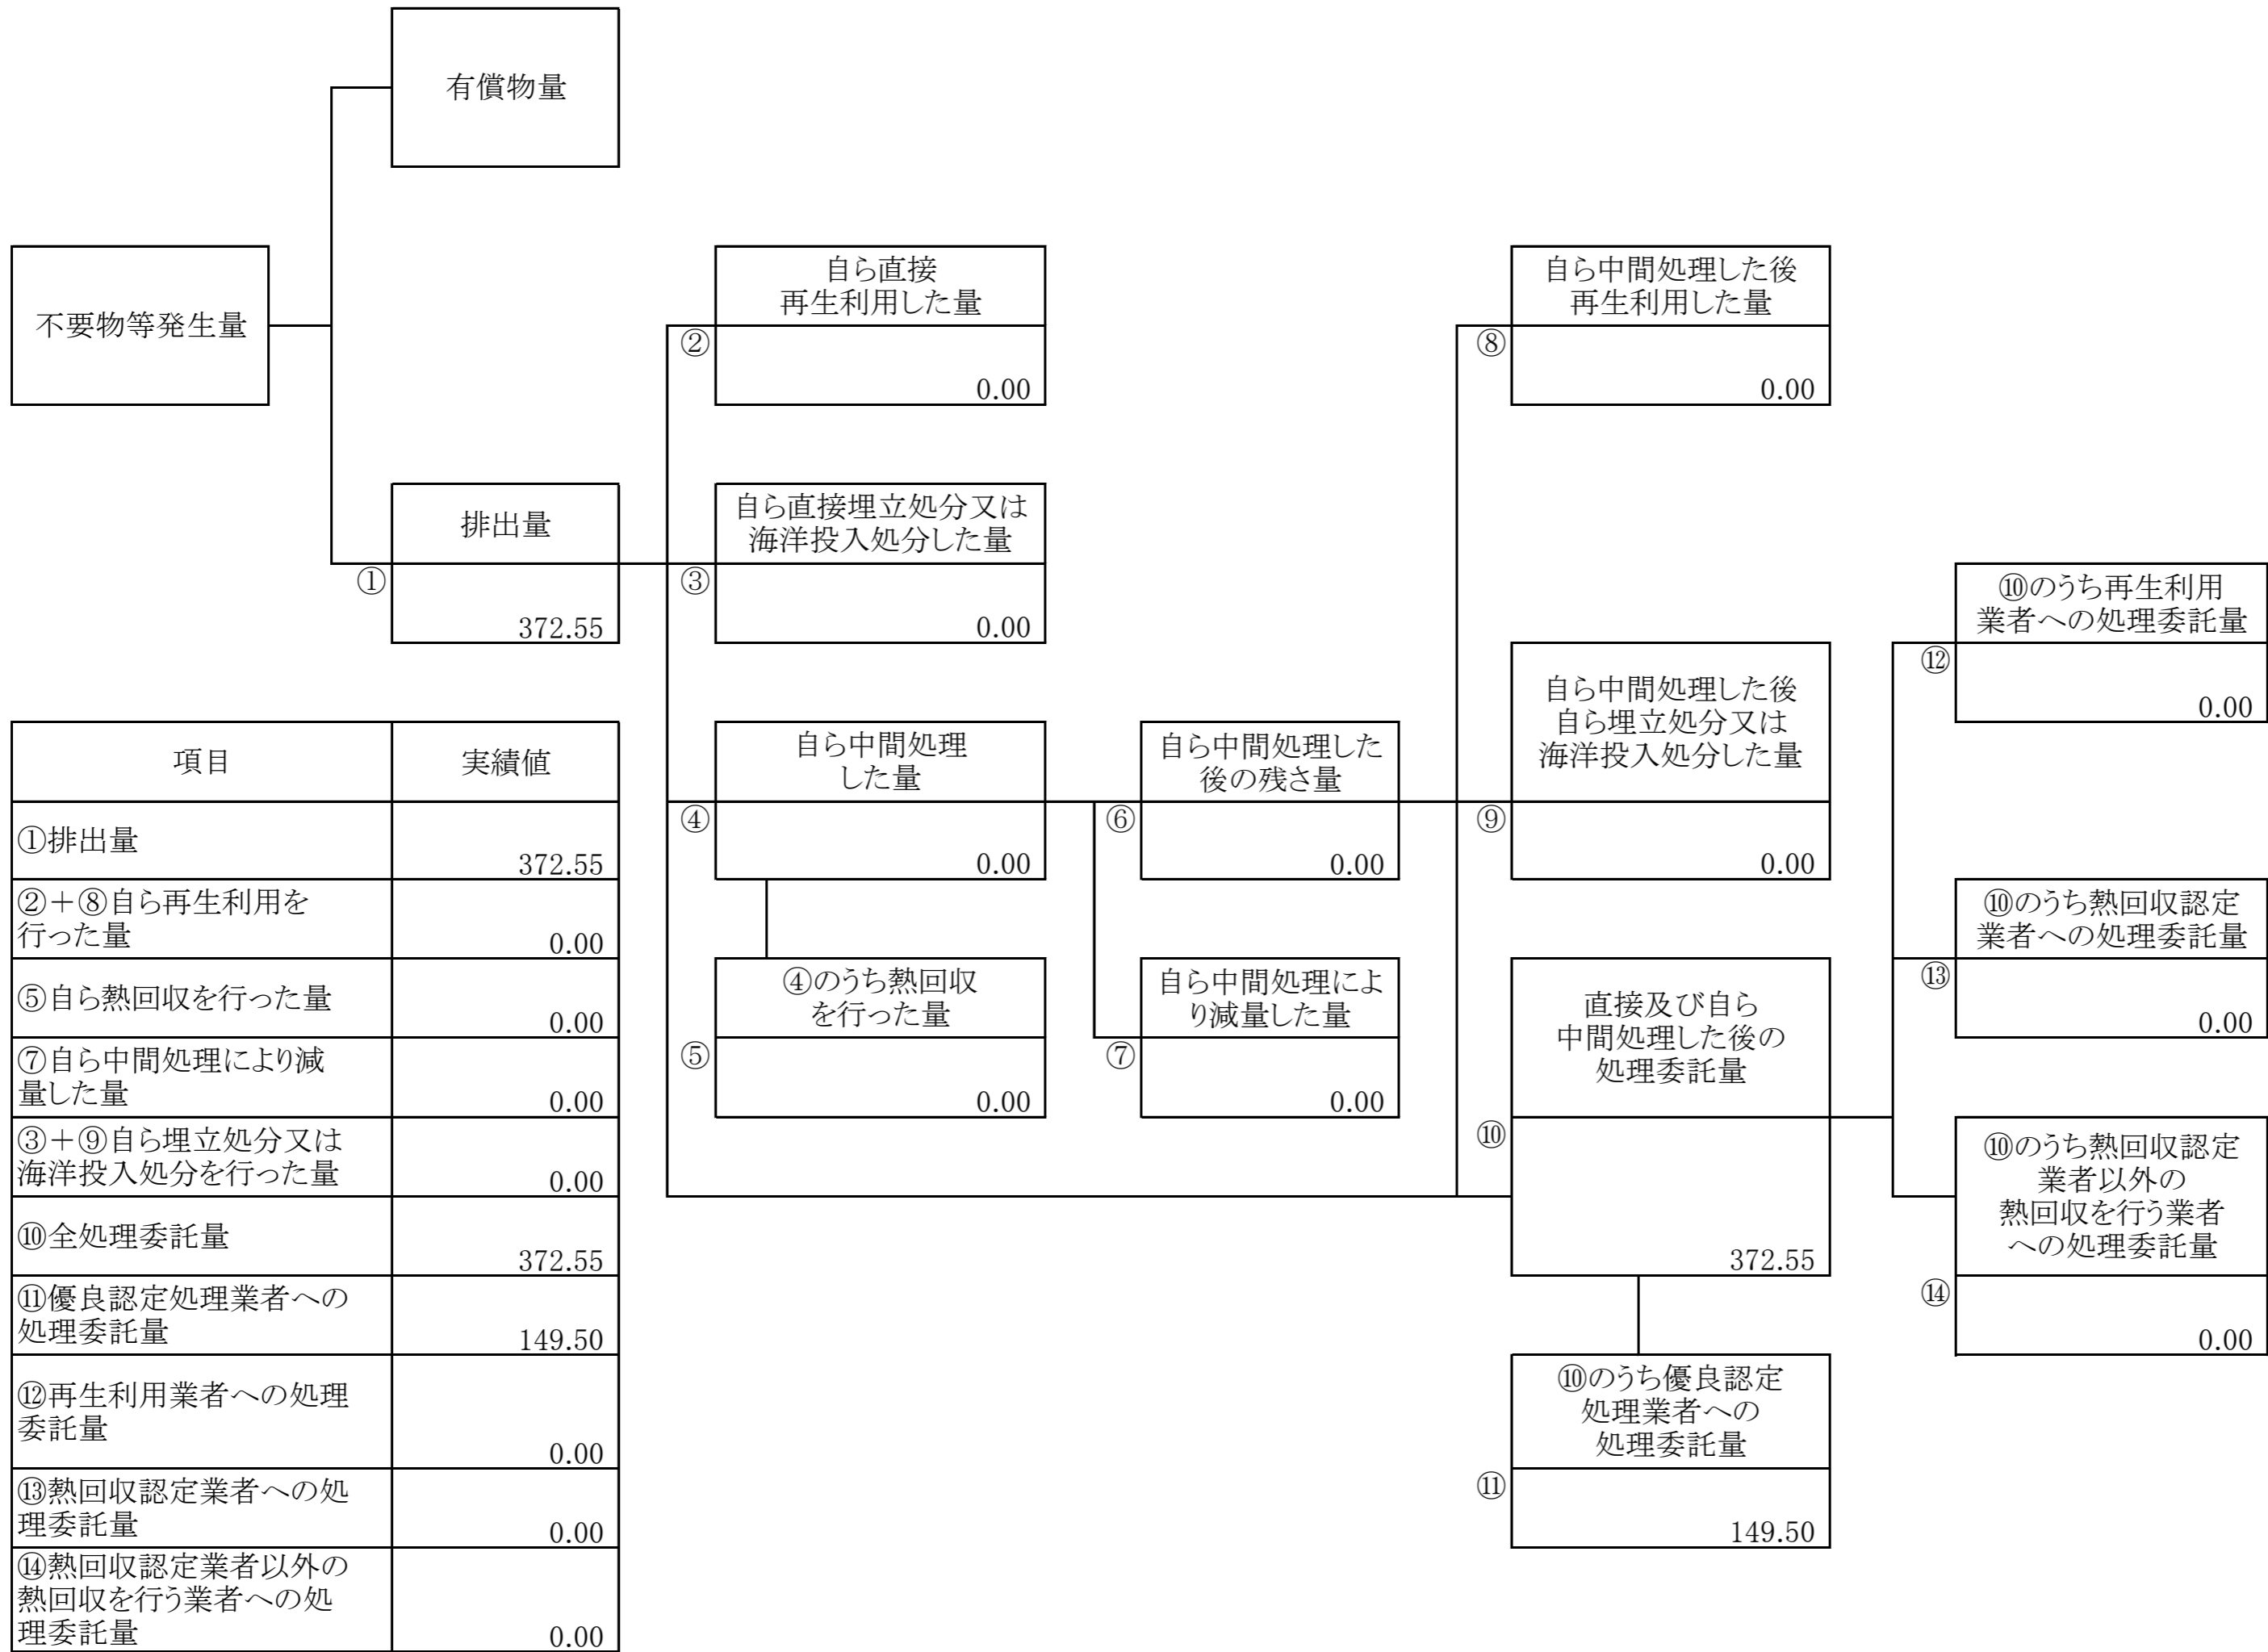 有償物量
不要物等発生量
自ら直接
再生利用した量
②
0.00
自ら中間処理した後
再生利用した量
⑧
0.00
排出量
①
372.55
自ら直接埋立処分又は
海洋投入処分した量
③
0.00
⑩のうち再生利用
業者への処理委託量
⑫
0.00
自ら中間処理
した量
④
0.00
自ら中間処理した
後の残さ量
⑥
0.00
自ら中間処理した後
自ら埋立処分又は
海洋投入処分した量
⑨
0.00
⑩のうち熱回収認定
業者への処理委託量
⑬
0.00
④のうち熱回収
を行った量
⑤
0.00
自ら中間処理によ
り減量した量
⑦
0.00
直接及び自ら
中間処理した後の
処理委託量
⑩
372.55
⑩のうち熱回収認定
業者以外の
熱回収を行う業者
への処理委託量
⑭
0.00
⑩のうち優良認定
処理業者への
処理委託量
⑪
149.50
項目 実績値
①排出量
372.55
②+⑧自ら再生利用を
行った量 0.00
⑤自ら熱回収を行った量
0.00
⑦自ら中間処理により減
量した量 0.00
③+⑨自ら埋立処分又は
海洋投入処分を行った量 0.00
⑩全処理委託量
372.55
⑪優良認定処理業者への
処理委託量 149.50
⑫再生利用業者への処理
委託量
0.00
⑬熱回収認定業者への処
理委託量 0.00
⑭熱回収認定業者以外の
熱回収を行う業者への処
理委託量 0.00